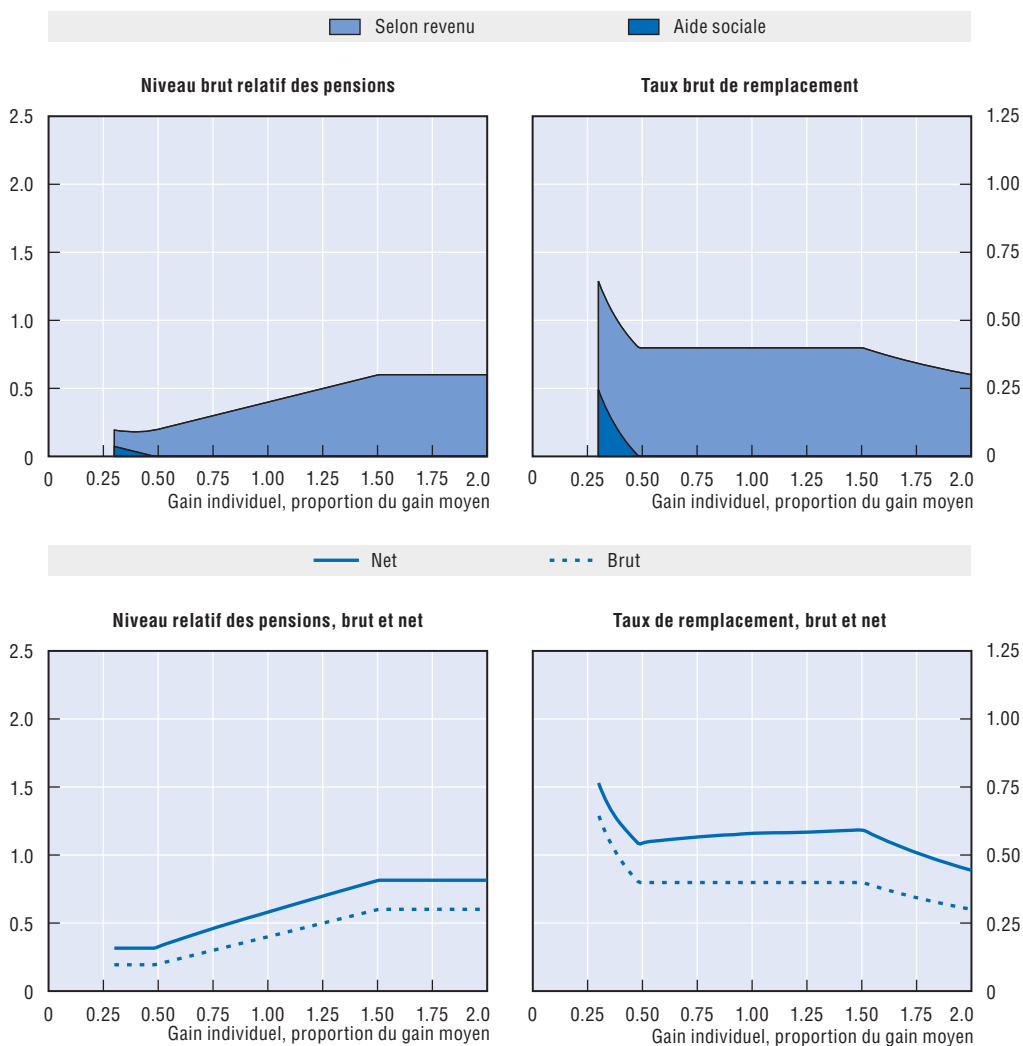 Selon revenu Aide sociale
Niveau brut relatif des pensions
2.5
2.0
1.5
1.0
0.5
0
0 0.25 0.50 0.75 1.00 1.25 1.50 1.75 2.0
Gain individuel, proportion du gain moyen
Taux brut de remplacement
1.25
1.00
0.75
0.50
0.25
0
0 0.25 0.50 0.75 1.00 1.25 1.50 1.75 2.0
Gain individuel, proportion du gain moyen
Net Brut
Niveau relatif des pensions, brut et net
2.5
2.0
1.5
1.0
0.5
0
0 0.25 0.50 0.75 1.00 1.25 1.50 1.75 2.0
Gain individuel, proportion du gain moyen
Taux de remplacement, brut et net
1.25
1.00
0.75
0.50
0.25
0
0 0.25 0.50 0.75 1.00 1.25 1.50 1.75 2.0
Gain individuel, proportion du gain moyen